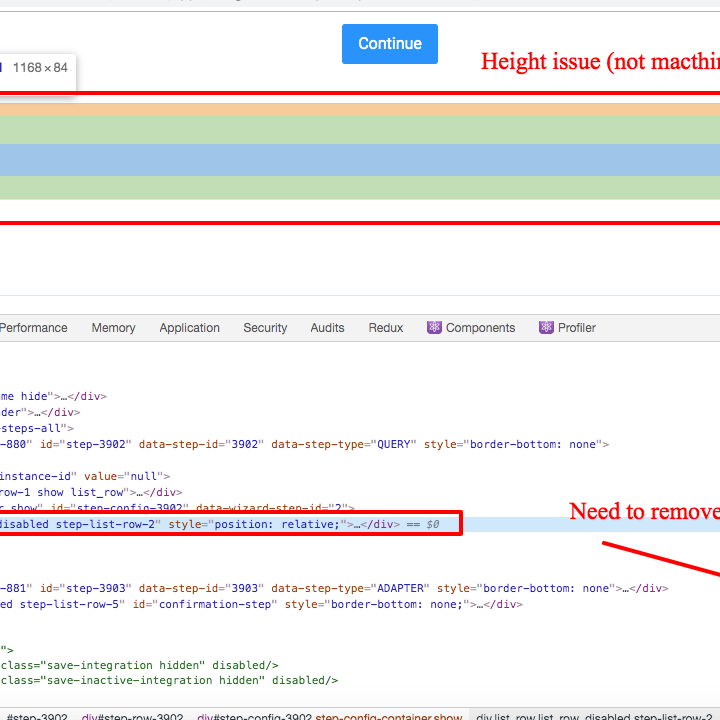 Continue
Height issue (not macthin
1168 × 84
Performance Memory Application Security Audits Redux Components Profiler
me hide">…</div>
der">…</div>
steps-all">
-880" id="step-3902" data-step-id="3902" data-step-type="QUERY" style="border-bottom: none">
instance-id" value="null">
row-1 show list_row">…</div>
r show" id="step-config-3902" data-wizard-step-id="2">
disabled step-list-row-2" style="position: relative;">…</div> == $0
Need to remove
-881" id="step-3903" data-step-id="3903" data-step-type="ADAPTER" style="border-bottom: none">…</div>
ed step-list-row-5" id="confirmation-step" style="border-bottom: none;">…</div>
">
class="save-integration hidden" disabled/>
class="save-inactive-integration hidden" disabled/>
#step-3902 div#step-row-3902 div#step-config-3902.step-config-container.show div.list_row.list_row_disabled.step-list-row-2